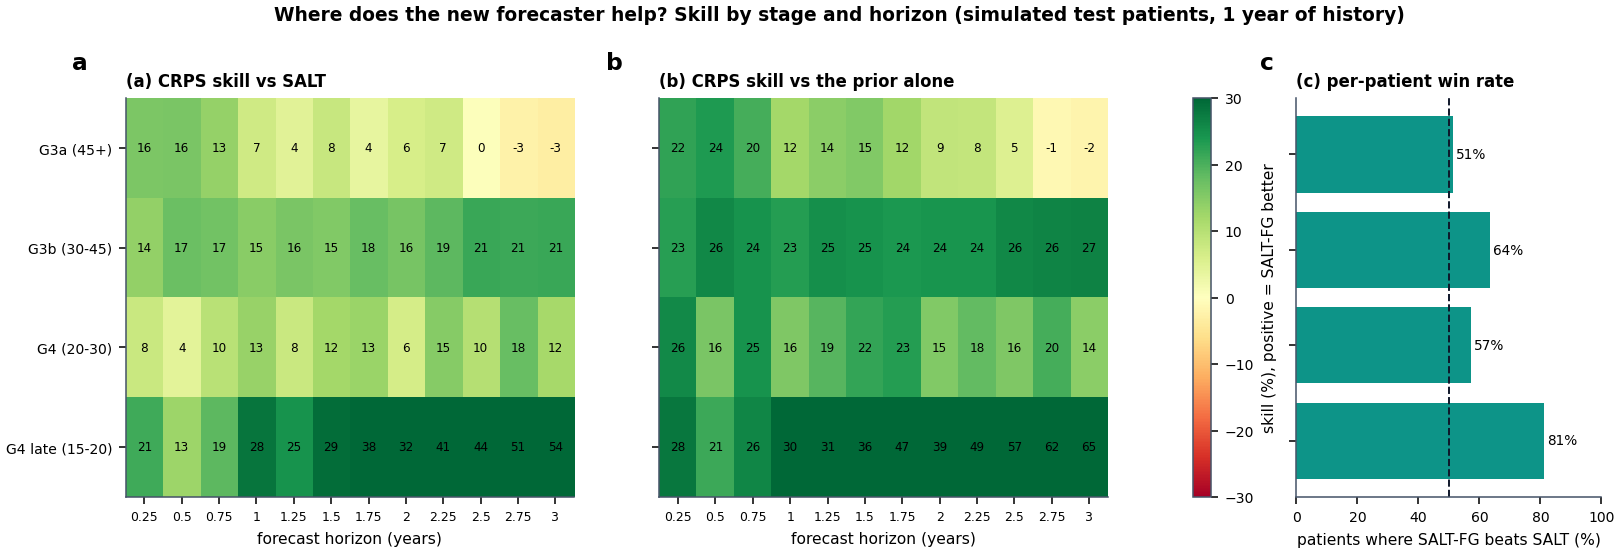 Where does the new forecaster help? Skill by stage and horizon (simulated test patients, 1 year of history)
a
(a) CRPS skill vs SALT
G3a (45+) 16 16 13 7 4 8 4 6 7 0 -3 -3
G3b (30-45) 14 17 17 15 16 15 18 16 19 21 21 21
G4 (20-30) 8 4 10 13 8 12 13 6 15 10 18 12
G4 late (15-20) 21 13 19 28 25 29 38 32 41 44 51 54
0.25 0.5 0.75 1 1.25 1.5 1.75 2 2.25 2.5 2.75 3
forecast horizon (years)
b
(b) CRPS skill vs the prior alone
22 24 20 12 14 15 12 9 8 5 -1 -2
23 26 24 23 25 25 24 24 24 26 26 27
26 16 25 16 19 22 23 15 18 16 20 14
28 21 26 30 31 36 47 39 49 57 62 65
0.25 0.5 0.75 1 1.25 1.5 1.75 2 2.25 2.5 2.75 3
forecast horizon (years)
30
20
10
0
−10
−20
−30
skill (%), positive = SALT-FG better
c
(c) per-patient win rate
51%
64%
57%
81%
0 20 40 60 80 100
patients where SALT-FG beats SALT (%)